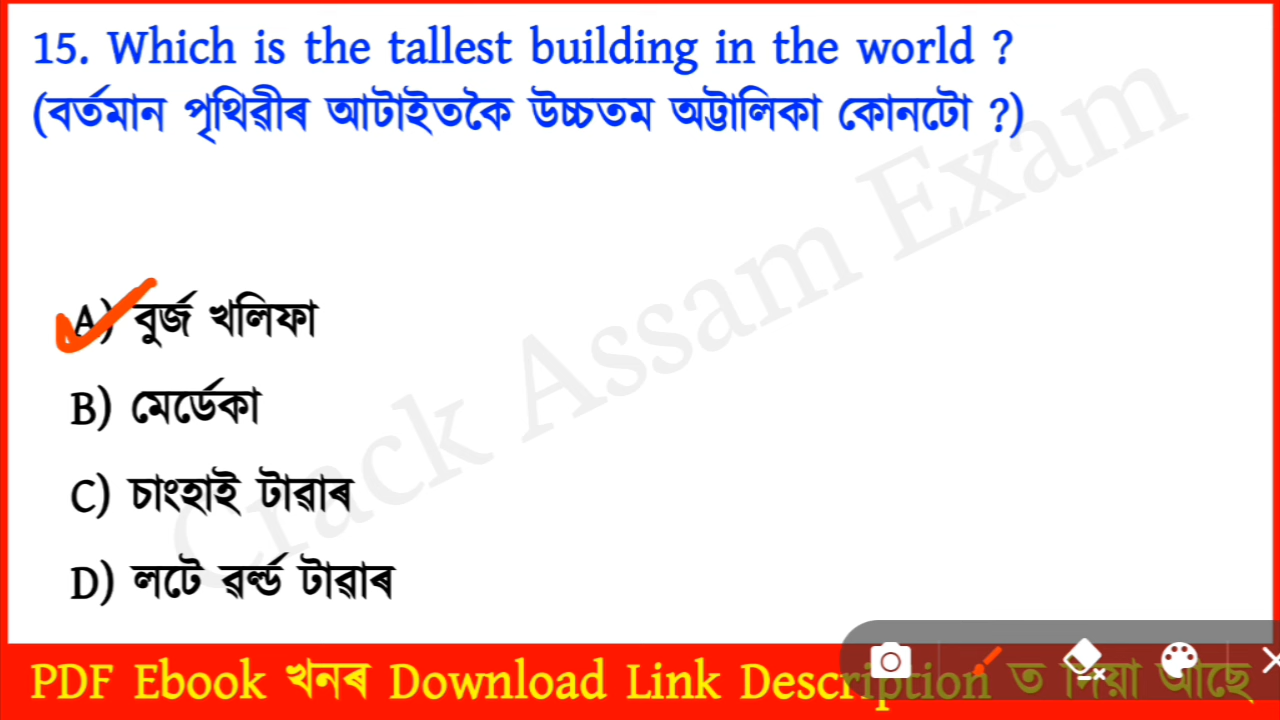 15. Which is the tallest building in the world ?
(বৰ্তমান পৃথিৱীৰ আটাইতকৈ উচ্চতম অট্টালিকা কোনটো ?)
A) বুৰ্জ খলিফা
B) মেৰ্ডেকা
C) চাংহাই টাৱাৰ
D) লটে ৱৰ্ল্ড টাৱাৰ
Crack Assam Exam
PDF Ebook খনৰ Download Link Description ত দিয়া আছে